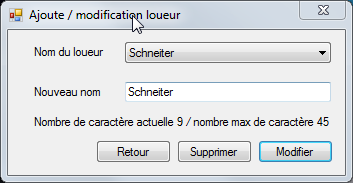 Ajoute / modification loueur
Nom du loueur Schneiter
Nouveau nom Schneiter
Nombre de caractère actuelle 9 / nombre max de caractère 45
Retour Supprimer Modifier